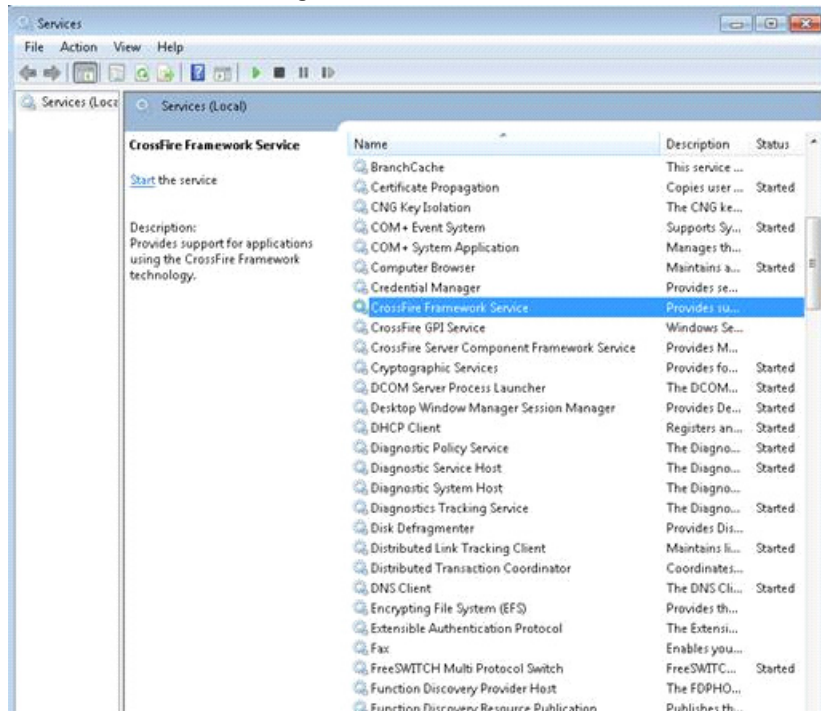 Services
File Action View Help
Services (Loca
Services (Local)
CrossFire Framework Service
Start the service
Description:
Provides support for applications
using the CrossFire Framework
technology.
Name Description Status
BranchCache This service ...
Certificate Propagation Copies user ... Started
CNG Key Isolation The CNG ke...
COM+ Event System Supports Sy... Started
COM+ System Application Manages th...
Computer Browser Maintains a... Started
Credential Manager Provides se...
CrossFire Framework Service Provides su...
CrossFire GPI Service Windows Se...
CrossFire Server Component Framework Service Provides M...
Cryptographic Services Provides fo... Started
DCOM Server Process Launcher The DCOM... Started
Desktop Window Manager Session Manager Provides De... Started
DHCP Client Registers an... Started
Diagnostic Policy Service The Diagno... Started
Diagnostic Service Host The Diagno... Started
Diagnostic System Host The Diagno...
Diagnostics Tracking Service The Diagno... Started
Disk Defragmenter Provides Dis...
Distributed Link Tracking Client Maintains li... Started
Distributed Transaction Coordinator Coordinates...
DNS Client The DNS Cli... Started
Encrypting File System (EFS) Provides th...
Extensible Authentication Protocol The Extensi...
Fax Enables you...
FreeSWITCH Multi Protocol Switch FreeSWITC... Started
Function Discovery Provider Host The FDPHO...
Function Discovery Resource Publication Publishes th...